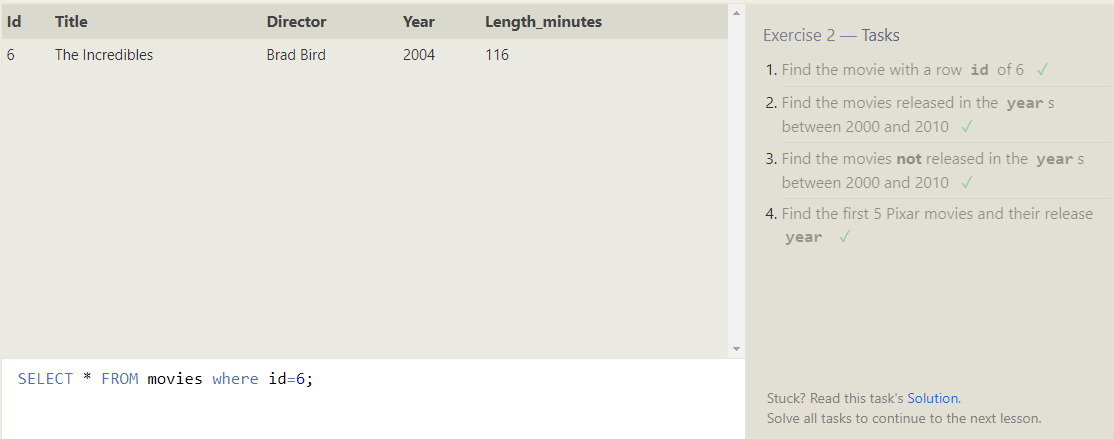 Id Title Director Year Length_minutes
6 The Incredibles Brad Bird 2004 116
SELECT * FROM movies where id=6;
Exercise 2 — Tasks
1. Find the movie with a row id of 6 ✓
2. Find the movies released in the year s
between 2000 and 2010 ✓
3. Find the movies not released in the year s
between 2000 and 2010 ✓
4. Find the first 5 Pixar movies and their release
year ✓
Stuck? Read this task's Solution.
Solve all tasks to continue to the next lesson.